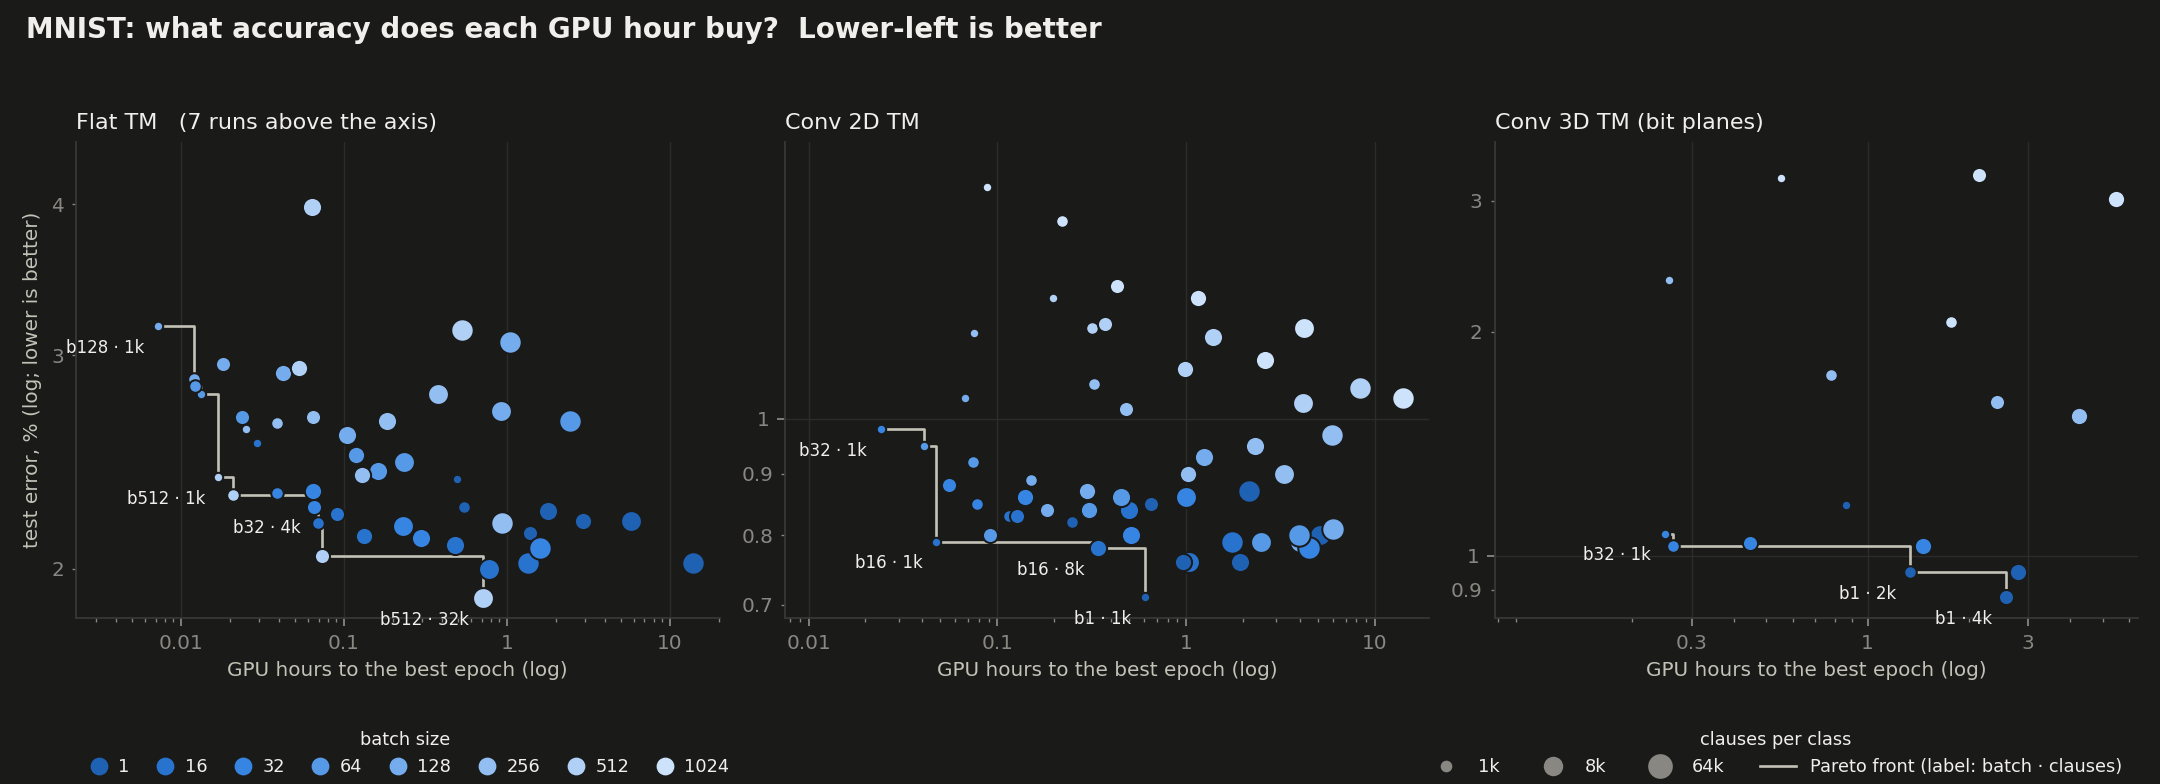 MNIST: what accuracy does each GPU hour buy?  Lower-left is better
Flat TM   (7 runs above the axis)
test error, % (log; lower is better)
4
3
2
b128 · 1k
b512 · 1k
b32 · 4k
b512 · 32k
0.01
0.1
1
10
GPU hours to the best epoch (log)
Conv 2D TM
1
0.9
0.8
0.7
b32 · 1k
b16 · 1k
b16 · 8k
b1 · 1k
0.01
0.1
1
10
GPU hours to the best epoch (log)
Conv 3D TM (bit planes)
3
2
1
0.9
b32 · 1k
b1 · 2k
b1 · 4k
0.3
1
3
GPU hours to the best epoch (log)
batch size
1 16 32 64 128 256 512 1024
clauses per class
1k 8k 64k Pareto front (label: batch · clauses)